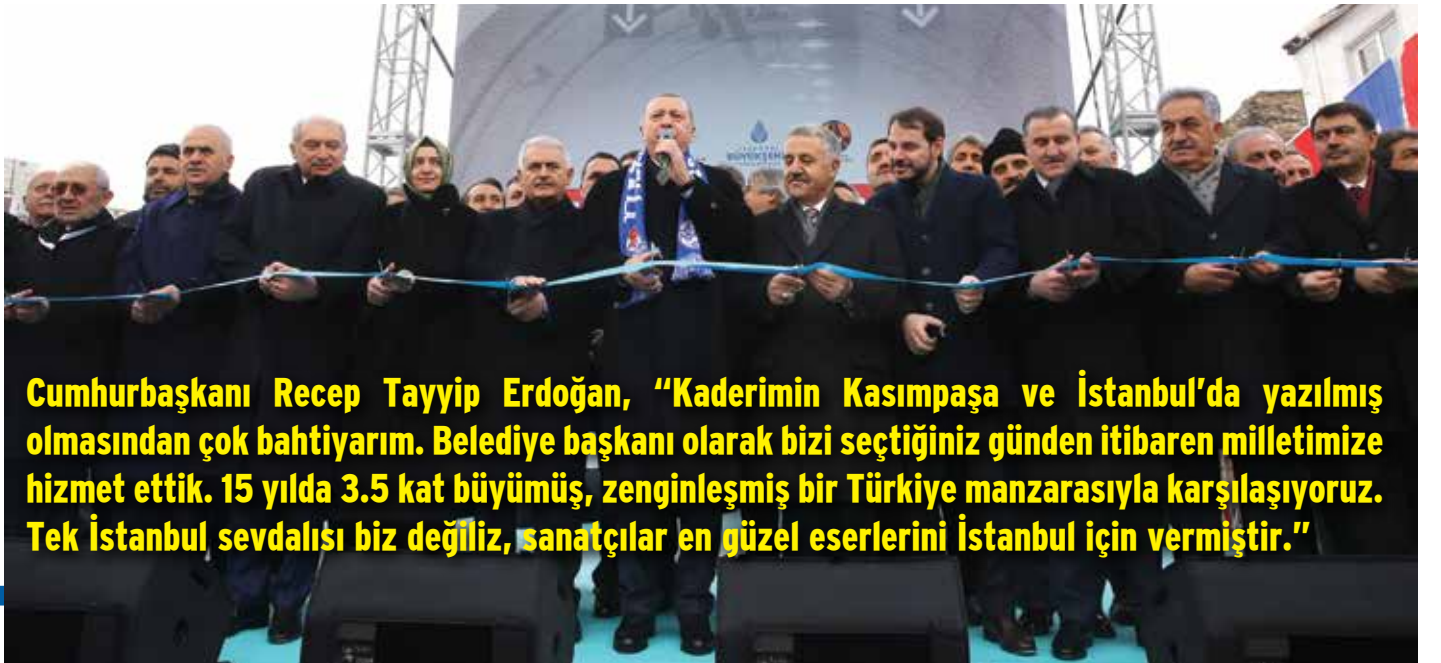 BÜYÜKŞEHİ
Cumhurbaşkanı Recep Tayyip Erdoğan, “Kaderimin Kasımpaşa ve İstanbul’da yazılmış
olmasından çok bahtiyarım. Belediye başkanı olarak bizi seçtiğiniz günden itibaren milletimize
hizmet ettik. 15 yılda 3.5 kat büyümüş, zenginleşmiş bir Türkiye manzarasıyla karşılaşıyoruz.
Tek İstanbul sevdalısı biz değiliz, sanatçılar en güzel eserlerini İstanbul için vermiştir.”